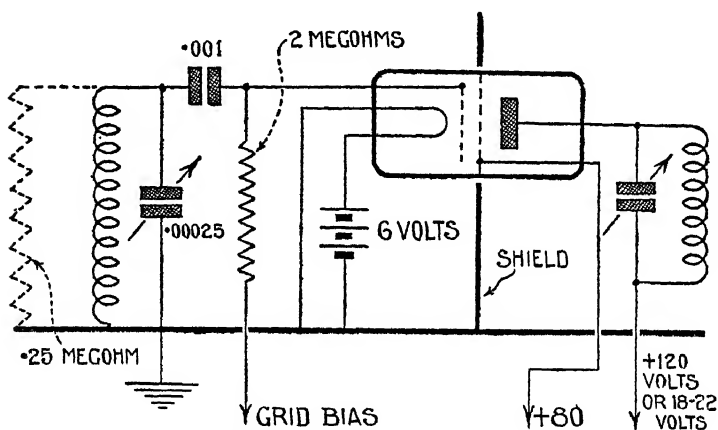 .001
2 MEGOHMS
.00025
6 VOLTS
SHIELD
.25 MEGOHM
GRID BIAS
+80
+120
VOLTS
OR 18-22
VOLTS